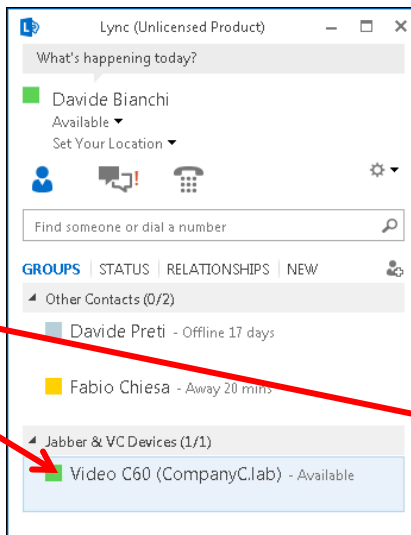 Lync (Unlicensed Product)
What's happening today?
Davide Bianchi
Available
Set Your Location
Find someone or dial a number
GROUPS STATUS RELATIONSHIPS NEW
Other Contacts (0/2)
Davide Preti - Offline 17 days
Fabio Chiesa - Away 20 mins
Jabber & VC Devices (1/1)
Video C60 (CompanyC.lab) - Available